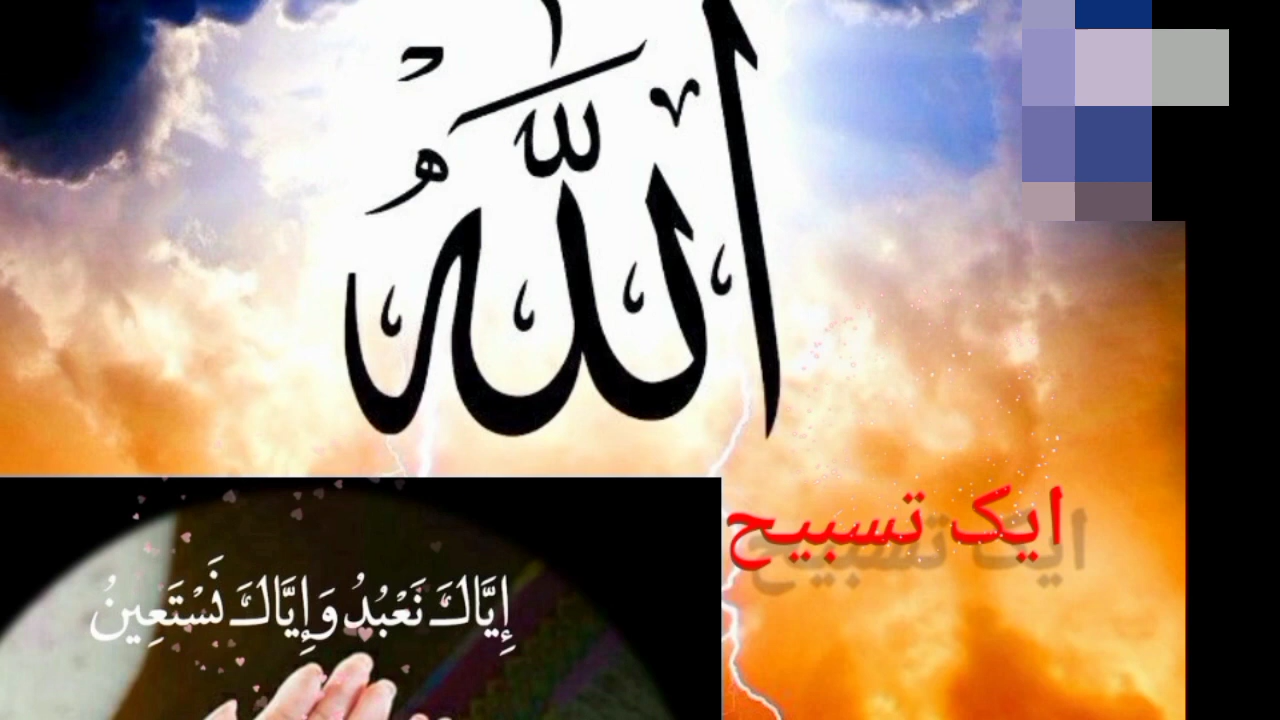 اللّٰهُ
ایک تسبیح
إِيَّاكَ نَعْبُدُ وَإِيَّاكَ نَسْتَعِينُ